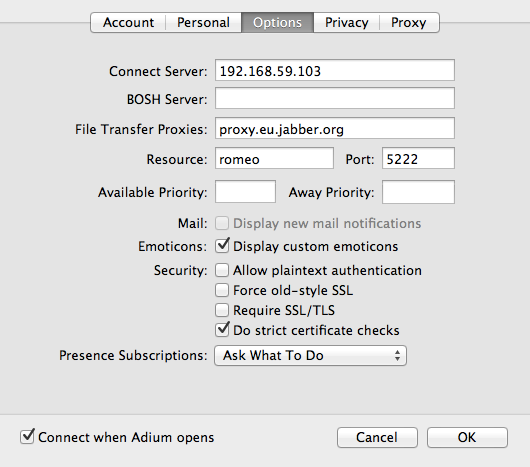 Account Personal Options Privacy Proxy
Connect Server: 192.168.59.103
BOSH Server:
File Transfer Proxies: proxy.eu.jabber.org
Resource: romeo Port: 5222
Available Priority: Away Priority:
Mail: Display new mail notifications
Emoticons: Display custom emoticons
Security: Allow plaintext authentication
Force old-style SSL
Require SSL/TLS
Do strict certificate checks
Presence Subscriptions: Ask What To Do
Connect when Adium opens Cancel OK